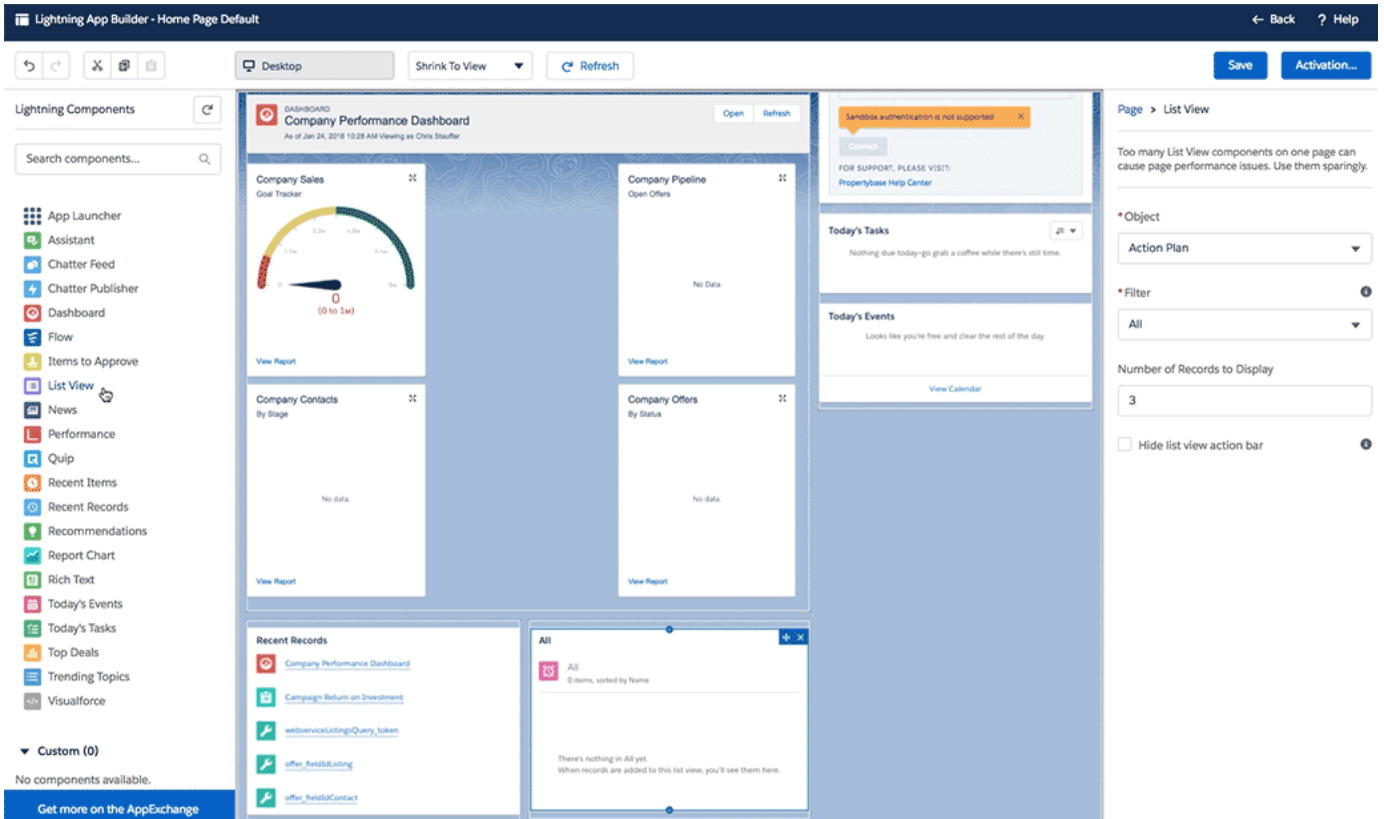 Lightning App Builder - Home Page Default
← Back
? Help
Desktop
Shrink To View
Refresh
Save
Activation...
Lightning Components
Search components...
App Launcher
Assistant
Chatter Feed
Chatter Publisher
Dashboard
Flow
Items to Approve
List View
News
Performance
Quip
Recent Items
Recent Records
Recommendations
Report Chart
Rich Text
Today's Events
Today's Tasks
Top Deals
Trending Topics
Visualforce
Custom (0)
No components available.
Get more on the AppExchange
DASHBOARD
Company Performance Dashboard
As of Jan 24, 2018 10:28 AM Viewing as Chris Stauffer
Open
Refresh
Company Sales
Goal Tracker
3.2m
4.8m
0
0
(0 to 1M)
View Report
Company Pipeline
Open Offers
No Data
View Report
Company Contacts
By Stage
No data.
View Report
Company Offers
By Status
No data.
View Report
Recent Records
Company Performance Dashboard
Campaign Return on Investment
webserviceListingsQuery_token
offer_fieldIdListing
offer_fieldIdContact
All
All
0 items, sorted by Name
There's nothing in All yet.
When records are added to this list view, you'll see them here.
Sandbox authentication is not supported
Connect
FOR SUPPORT, PLEASE VISIT:
Propertybase Help Center
Today's Tasks
Nothing due today–go grab a coffee while there's still time.
Today's Events
Looks like you're free and clear the rest of the day.
View Calendar
Page > List View
Too many List View components on one page can
cause page performance issues. Use them sparingly.
*Object
Action Plan
*Filter
All
Number of Records to Display
3
Hide list view action bar